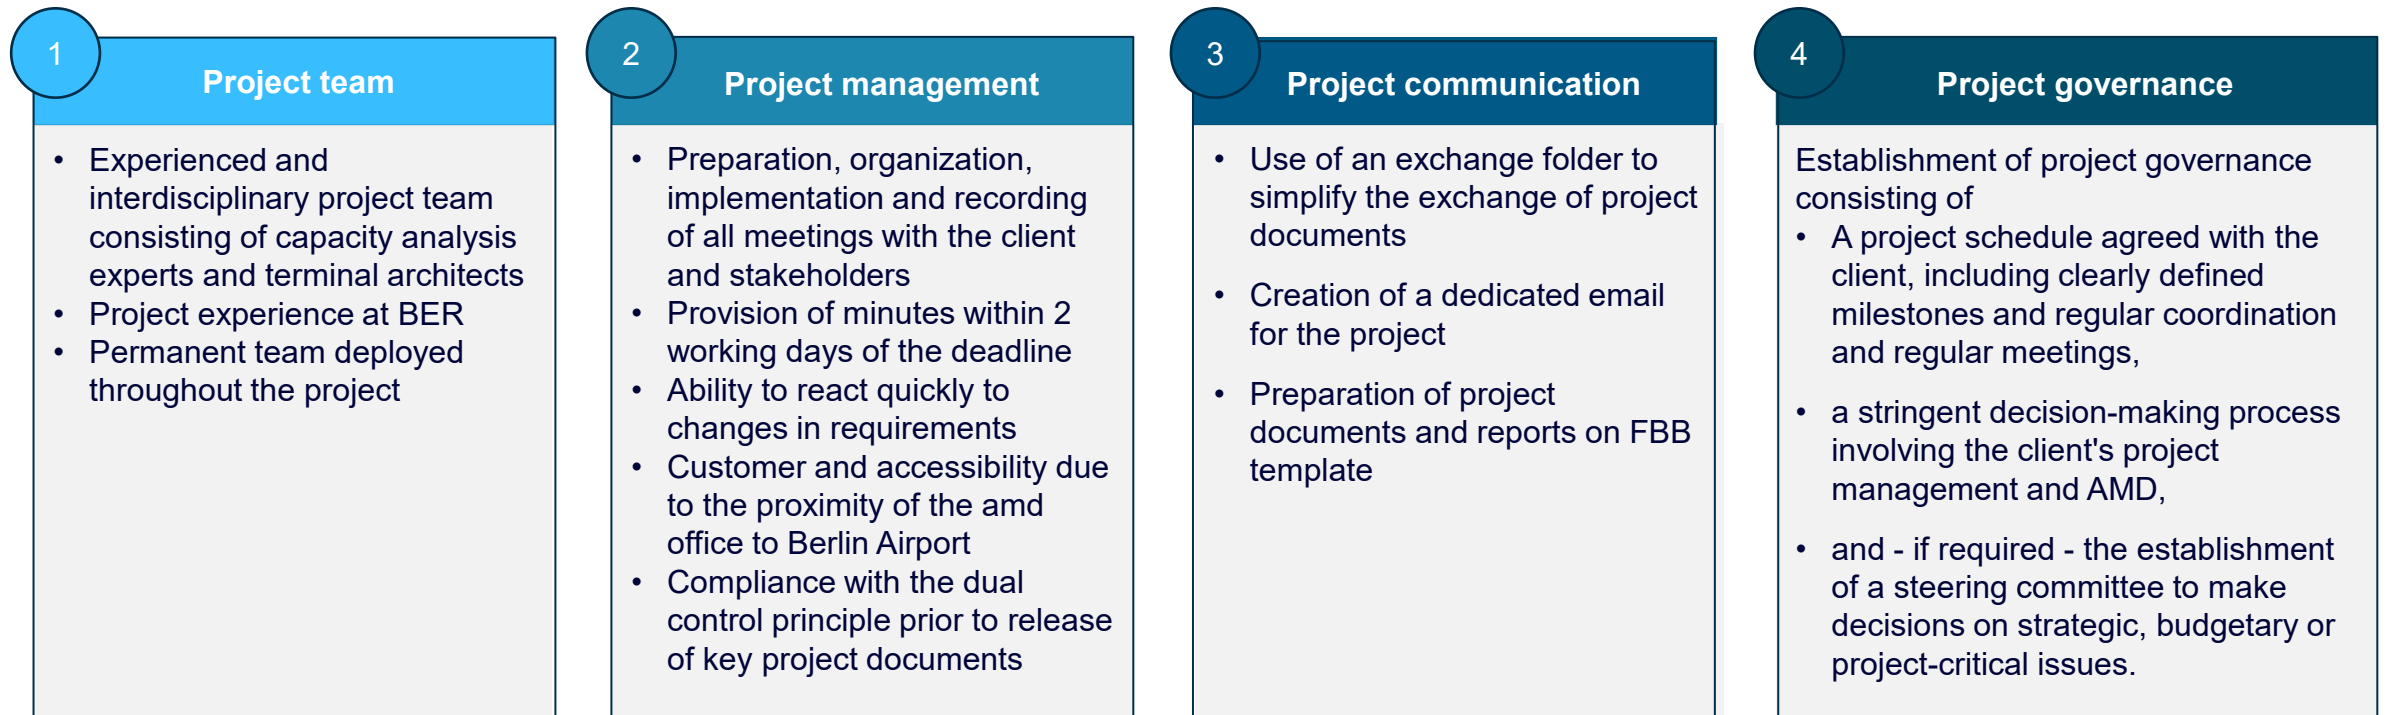 1
Project team
• Experienced and
interdisciplinary project team
consisting of capacity analysis
experts and terminal architects
• Project experience at BER
• Permanent team deployed
throughout the project
2
Project management
• Preparation, organization,
implementation and recording
of all meetings with the client
and stakeholders
• Provision of minutes within 2
working days of the deadline
• Ability to react quickly to
changes in requirements
• Customer and accessibility due
to the proximity of the amd
office to Berlin Airport
• Compliance with the dual
control principle prior to release
of key project documents
3
Project communication
• Use of an exchange folder to
simplify the exchange of project
documents
• Creation of a dedicated email
for the project
• Preparation of project
documents and reports on FBB
template
4
Project governance
Establishment of project governance
consisting of
• A project schedule agreed with the
client, including clearly defined
milestones and regular coordination
and regular meetings,
• a stringent decision-making process
involving the client's project
management and AMD,
• and - if required - the establishment
of a steering committee to make
decisions on strategic, budgetary or
project-critical issues.